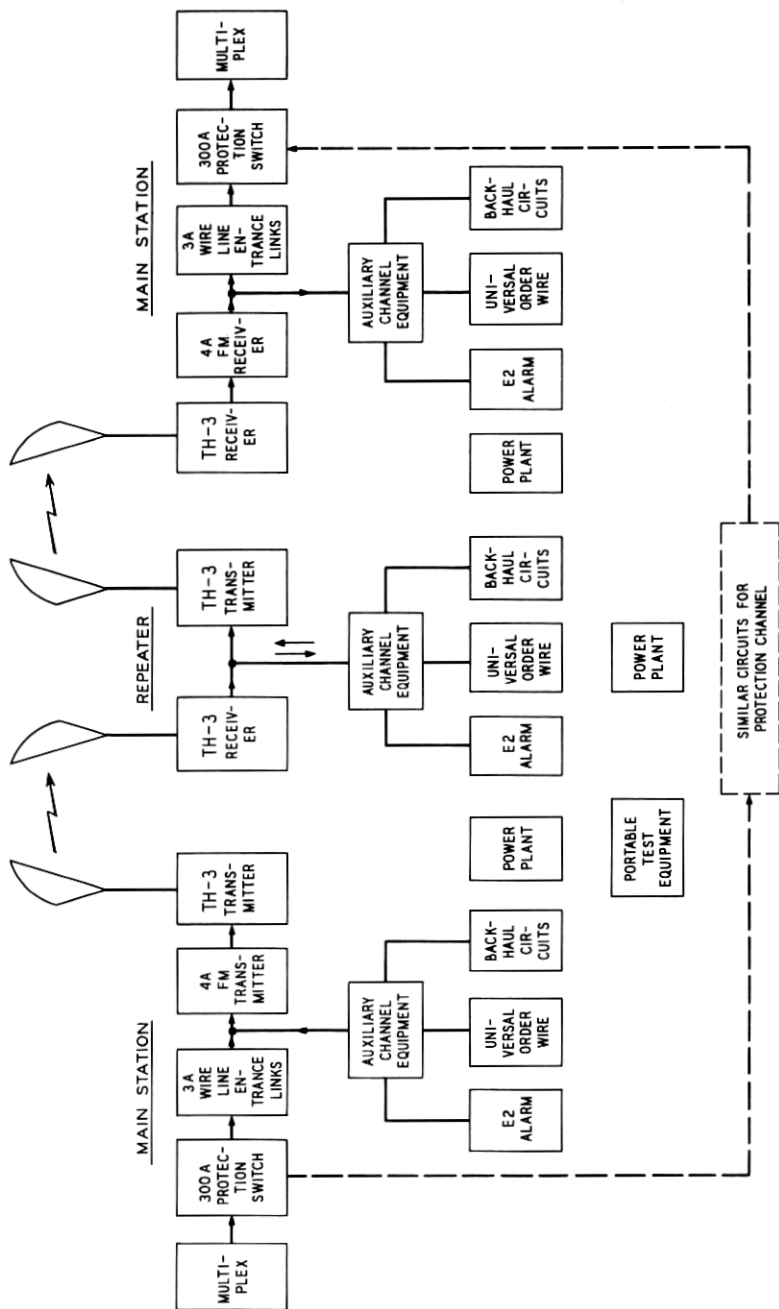 MAIN STATION
REPEATER
MAIN STATION
MULTI-
PLEX
300A
PROTEC-
TION
SWITCH
3A
WIRE
LINE
EN-
TRANCE
LINKS
4A
FM
TRANS-
MITTER
TH-3
TRANS-
MITTER
TH-3
RECEIV-
ER
TH-3
TRANS-
MITTER
TH-3
RECEIV-
ER
4A
FM
RECEIV-
ER
3A
WIRE
LINE
EN-
TRANCE
LINKS
300A
PROTEC-
TION
SWITCH
MULTI-
PLEX
AUXILIARY
CHANNEL
EQUIPMENT
AUXILIARY
CHANNEL
EQUIPMENT
AUXILIARY
CHANNEL
EQUIPMENT
E2
ALARM
UNI-
VERSAL
ORDER
WIRE
BACK-
HAUL
CIR-
CUITS
POWER
PLANT
E2
ALARM
UNI-
VERSAL
ORDER
WIRE
BACK-
HAUL CIR-
CUITS
POWER
PLANT
E2
ALARM
UNI-
VERSAL
ORDER
WIRE
BACK-
HAUL
CIR-
CUITS
PORTABLE
TEST
EQUIPMENT
POWER
PLANT
SIMILAR CIRCUITS FOR
PROTECTION CHANNEL